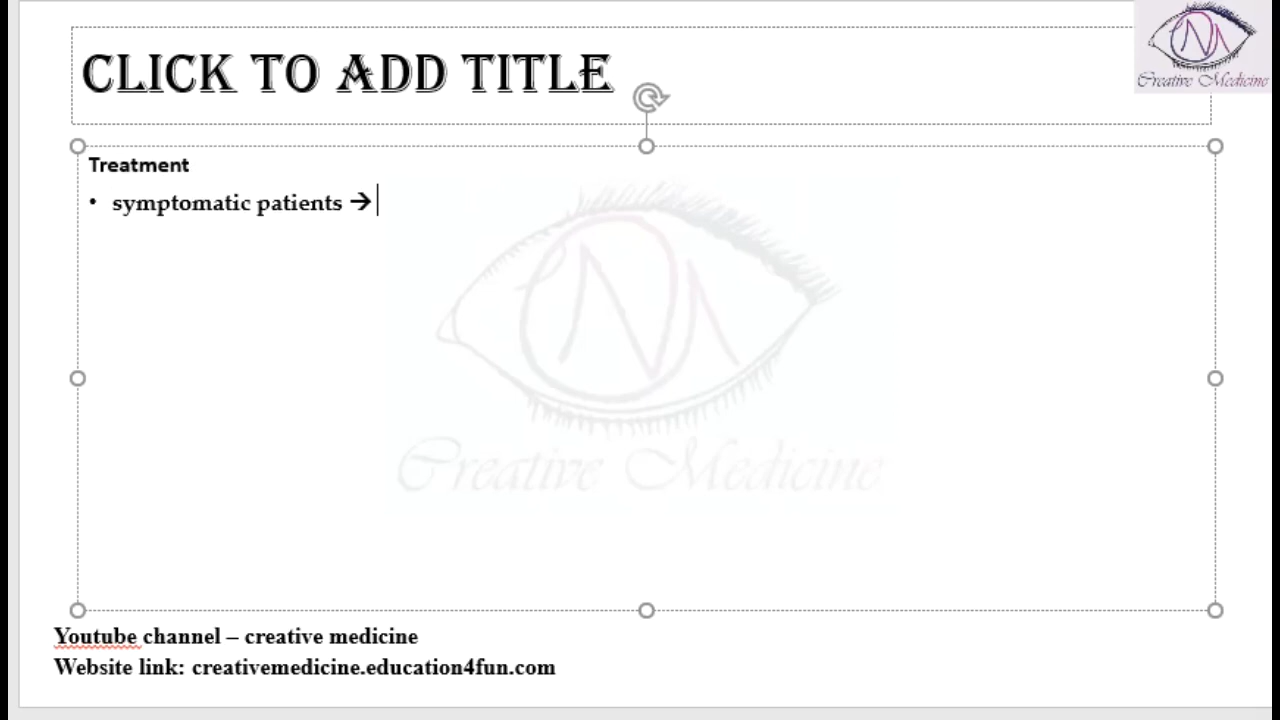 CLICK TO ADD TITLE
Creative Medicine
Treatment
• symptomatic patients →
Creative Medicine
Youtube channel – creative medicine
Website link: creativemedicine.education4fun.com